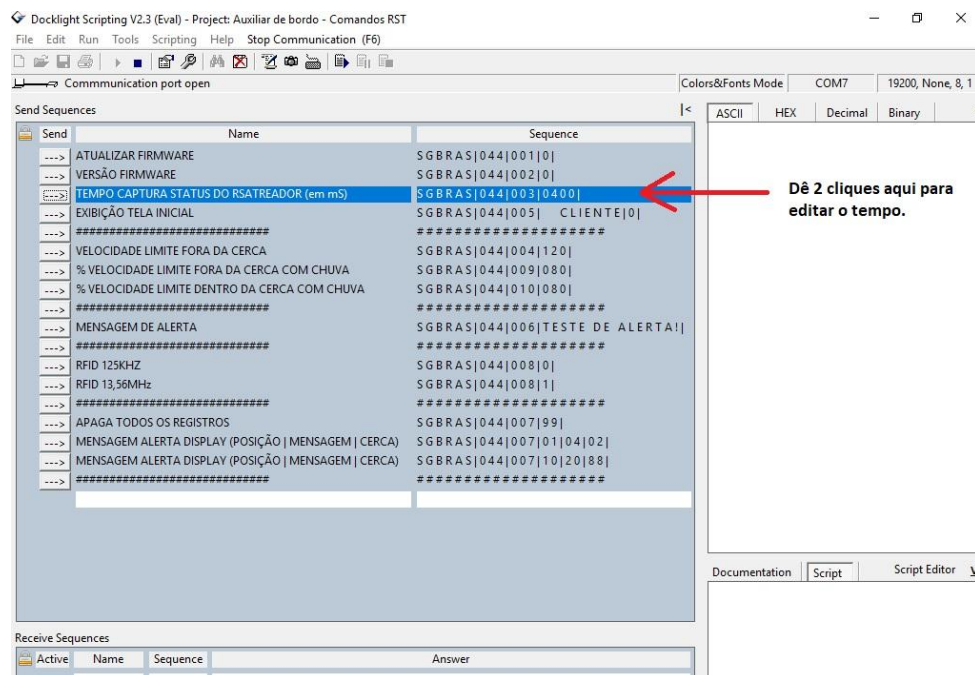 Docklight Scripting V2.3 (Eval) - Project: Auxiliar de bordo - Comandos RST
File Edit Run Tools Scripting Help Stop Communication (F6)
Commmunication port open
Colors&Fonts Mode COM7 19200, None, 8, 1
Send Sequences
ASCII HEX Decimal Binary
Send Name Sequence
---> ATUALIZAR FIRMWARE SGBRAS|044|001|0|
---> VERSÃO FIRMWARE SGBRAS|044|002|0|
---> TEMPO CAPTURA STATUS DO RSATREADOR (em mS) SGBRAS|044|003|0400|
Dê 2 cliques aqui para
editar o tempo.
---> EXIBIÇÃO TELA INICIAL SGBRAS|044|005| CLIENTE|0|
---> ############################# ####################
---> VELOCIDADE LIMITE FORA DA CERCA SGBRAS|044|004|120|
---> % VELOCIDADE LIMITE FORA DA CERCA COM CHUVA SGBRAS|044|009|080|
---> % VELOCIDADE LIMITE DENTRO DA CERCA COM CHUVA SGBRAS|044|010|080|
---> ############################# ####################
---> MENSAGEM DE ALERTA SGBRAS|044|006|TESTE DE ALERTA!|
---> ############################# ####################
---> RFID 125KHZ SGBRAS|044|008|0|
---> RFID 13,56MHz SGBRAS|044|008|1|
---> ############################# ####################
---> APAGA TODOS OS REGISTROS SGBRAS|044|007|99|
---> MENSAGEM ALERTA DISPLAY (POSIÇÃO | MENSAGEM | CERCA) SGBRAS|044|007|01|04|02|
---> MENSAGEM ALERTA DISPLAY (POSIÇÃO | MENSAGEM | CERCA) SGBRAS|044|007|10|20|88|
---> ############################# ####################
Documentation Script Script Editor
Receive Sequences
Active Name Sequence Answer